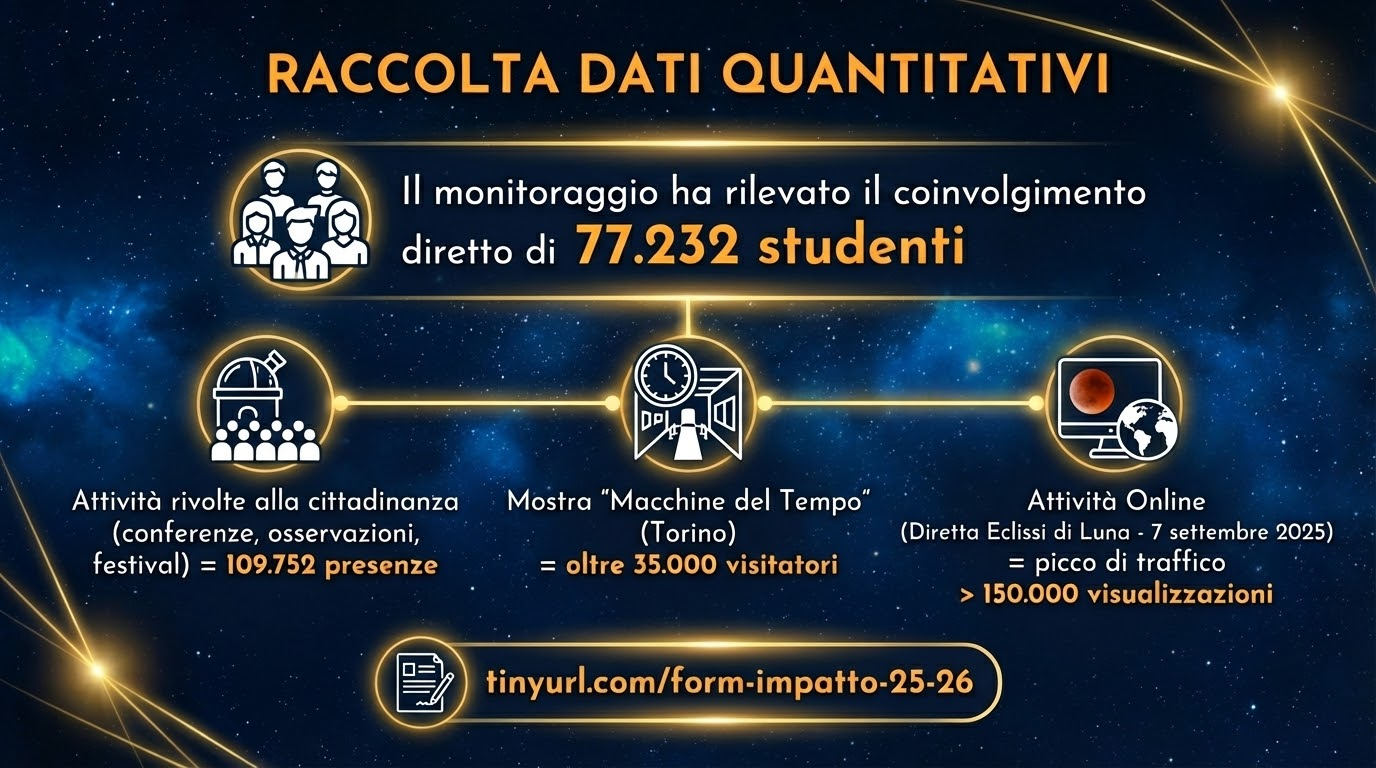 RACCOLTA DATI QUANTITATIVI
Il monitoraggio ha rilevato il coinvolgimento
diretto di 77.232 studenti
Attività rivolte alla cittadinanza
(conferenze, osservazioni,
festival) = 109.752 presenze
Mostra "Macchine del Tempo"
(Torino)
= oltre 35.000 visitatori
Attività Online
(Diretta Eclissi di Luna - 7 settembre 2025)
= picco di traffico
> 150.000 visualizzazioni
tinyurl.com/form-impatto-25-26